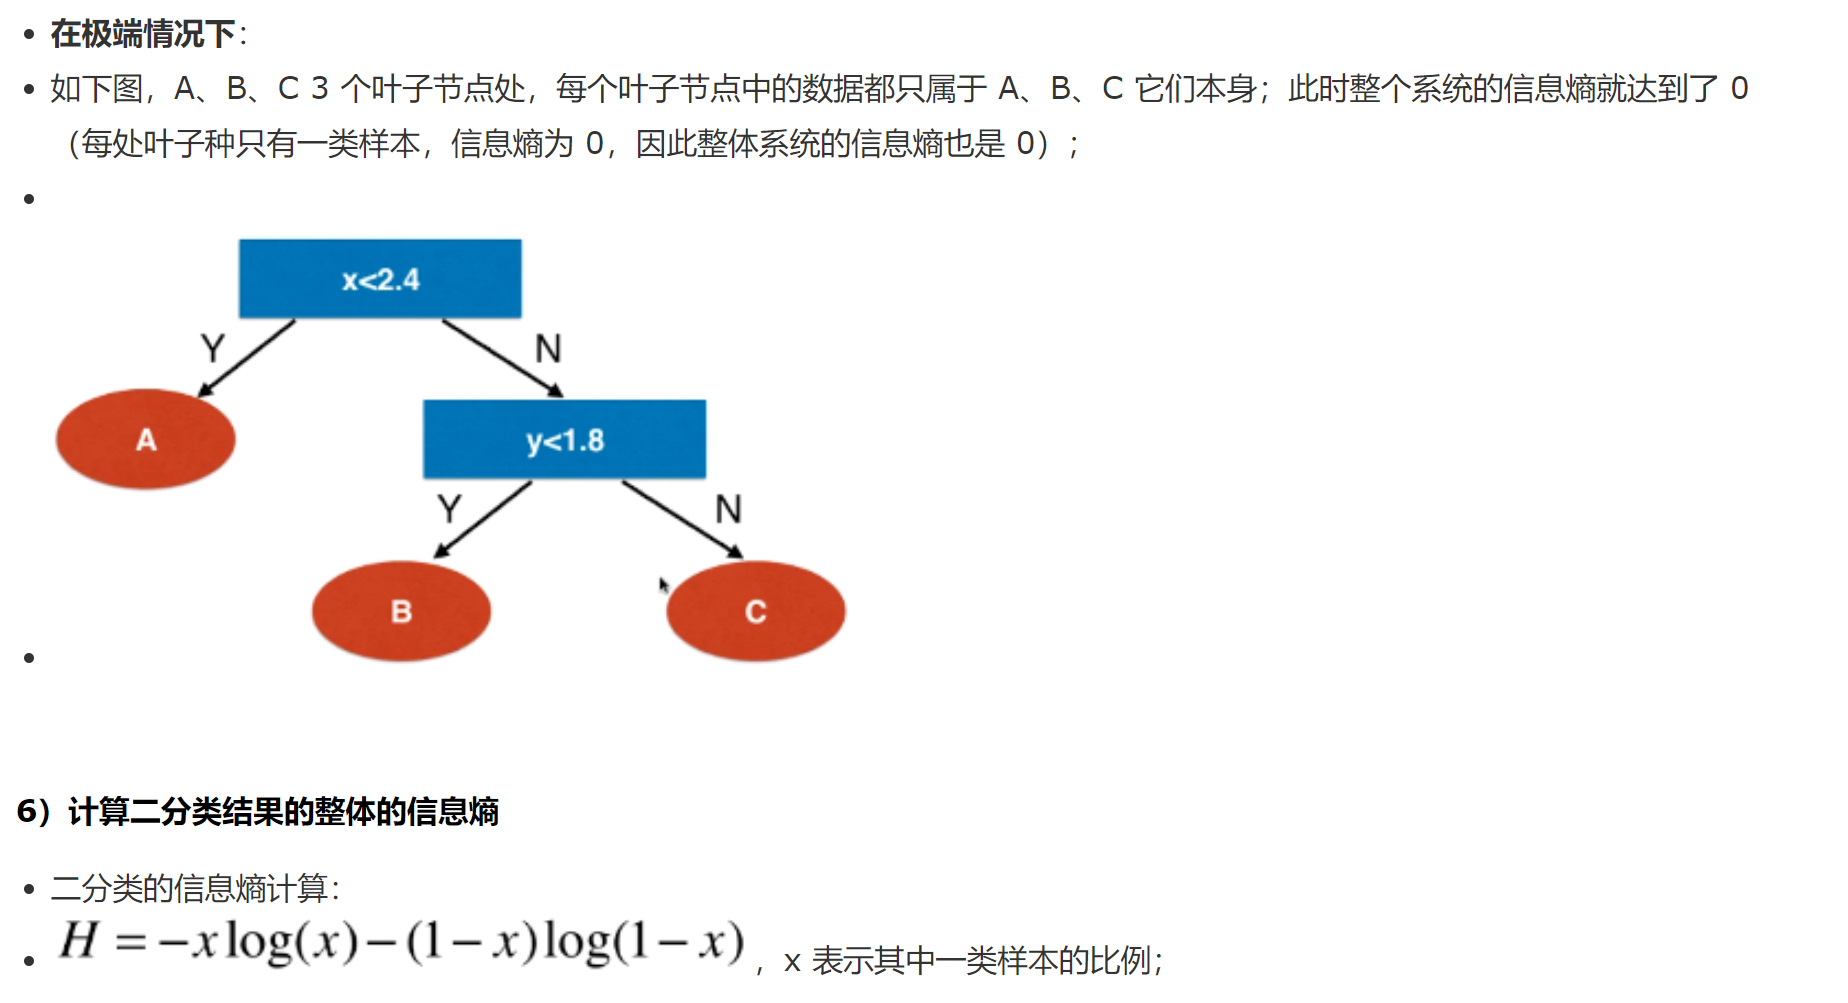 在极端情况下：
如下图，A、B、C 3 个叶子节点处，每个叶子节点中的数据都只属于 A、B、C 它们本身；此时整个系统的信息熵就达到了 0
（每处叶子种只有一类样本，信息熵为 0，因此整体系统的信息熵也是 0）；
x<2.4
Y
N
A
y<1.8
Y
N
B
C
6）计算二分类结果的整体的信息熵
二分类的信息熵计算：
H = −x log(x) − (1 − x) log(1 − x) ，x 表示其中一类样本的比例；